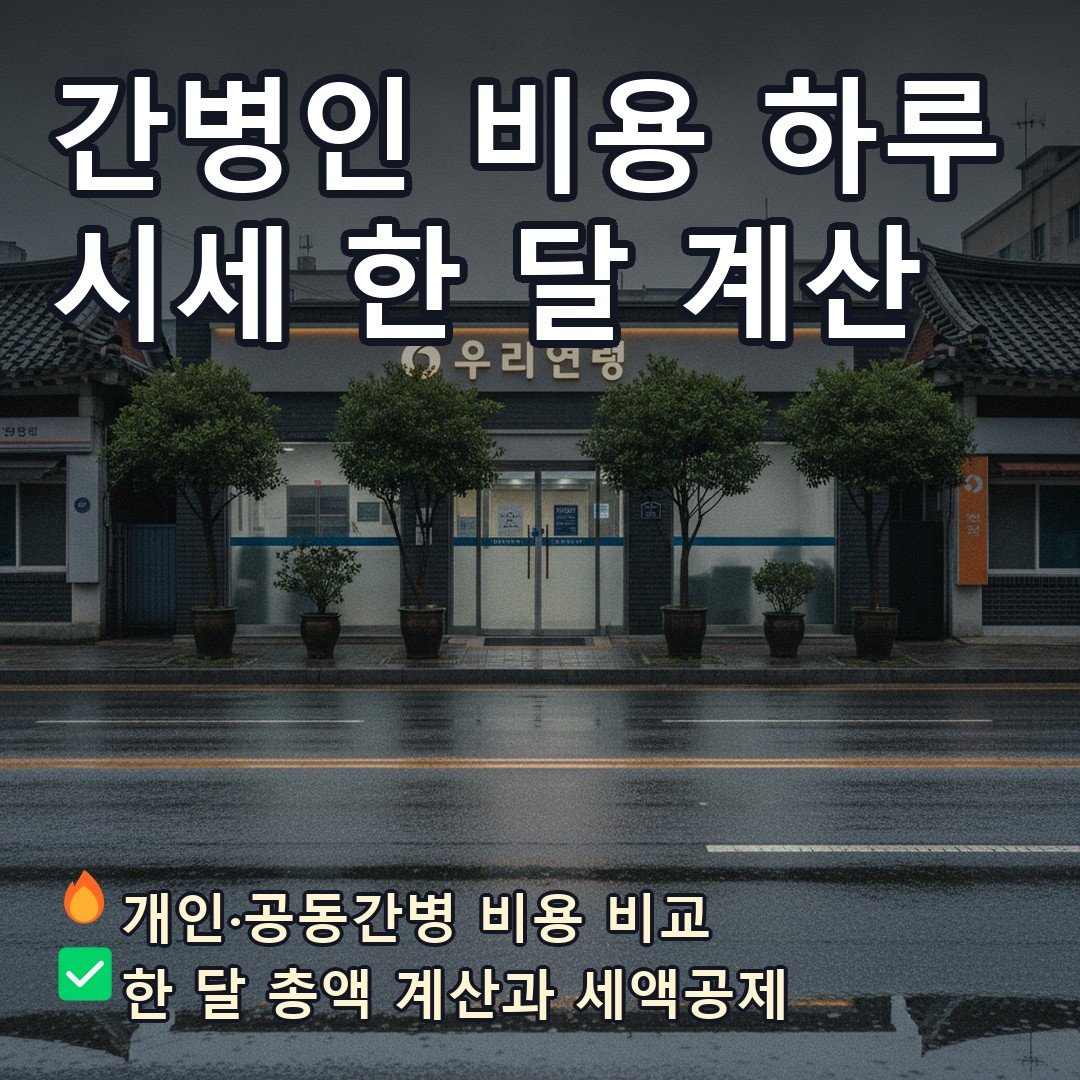 간병인 비용 하루
시세 한 달 계산
우리연령
개인·공동간병 비용 비교
한 달 총액 계산과 세액공제